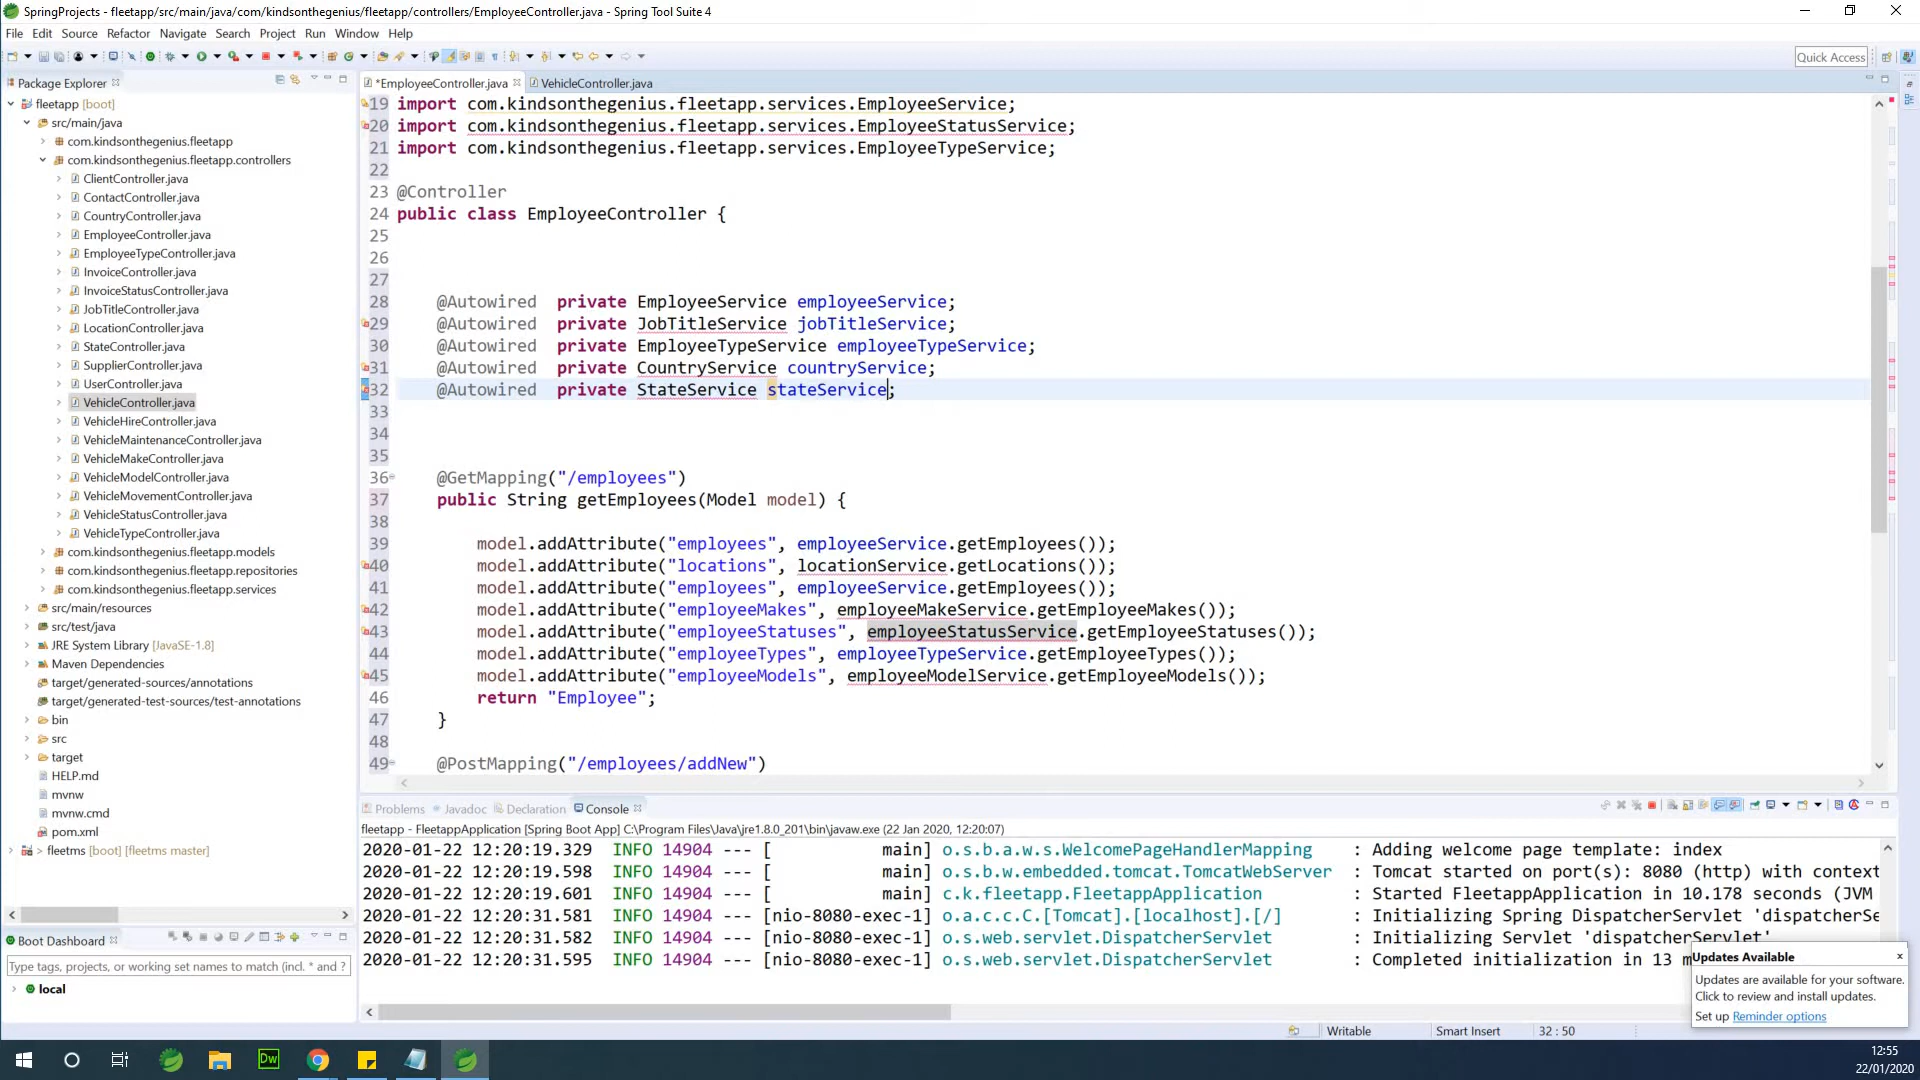 SpringProjects - fleetapp/src/main/java/com/kindsonthegenius/fleetapp/controllers/EmployeeController.java - Spring Tool Suite 4
File Edit Source Refactor Navigate Search Project Run Window Help
Quick Access
Package Explorer
*EmployeeController.java
VehicleController.java
fleetapp [boot]
src/main/java
com.kindsonthegenius.fleetapp
com.kindsonthegenius.fleetapp.controllers
ClientController.java
ContactController.java
CountryController.java
EmployeeController.java
EmployeeTypeController.java
InvoiceController.java
InvoiceStatusController.java
JobTitleController.java
LocationController.java
StateController.java
SupplierController.java
UserController.java
VehicleController.java
VehicleHireController.java
VehicleMaintenanceController.java
VehicleMakeController.java
VehicleModelController.java
VehicleMovementController.java
VehicleStatusController.java
VehicleTypeController.java
com.kindsonthegenius.fleetapp.models
com.kindsonthegenius.fleetapp.repositories
com.kindsonthegenius.fleetapp.services
src/main/resources
src/test/java
JRE System Library [JavaSE-1.8]
Maven Dependencies
target/generated-sources/annotations
target/generated-test-sources/test-annotations
bin
src
target
HELP.md
mvnw
mvnw.cmd
pom.xml
> fleetms [boot] [fleetms master]
19 import com.kindsonthegenius.fleetapp.services.EmployeeService;
20 import com.kindsonthegenius.fleetapp.services.EmployeeStatusService;
21 import com.kindsonthegenius.fleetapp.services.EmployeeTypeService;
22
23 @Controller
24 public class EmployeeController {
25
26
27
28 @Autowired private EmployeeService employeeService;
29 @Autowired private JobTitleService jobTitleService;
30 @Autowired private EmployeeTypeService employeeTypeService;
31 @Autowired private CountryService countryService;
32 @Autowired private StateService stateService;
33
34
35
36 @GetMapping("/employees")
37 public String getEmployees(Model model) {
38
39 model.addAttribute("employees", employeeService.getEmployees());
40 model.addAttribute("locations", locationService.getLocations());
41 model.addAttribute("employees", employeeService.getEmployees());
42 model.addAttribute("employeeMakes", employeeMakeService.getEmployeeMakes());
43 model.addAttribute("employeeStatuses", employeeStatusService.getEmployeeStatuses());
44 model.addAttribute("employeeTypes", employeeTypeService.getEmployeeTypes());
45 model.addAttribute("employeeModels", employeeModelService.getEmployeeModels());
46 return "Employee";
47 }
48
49 @PostMapping("/employees/addNew")
Boot Dashboard
Type tags, projects, or working set names to match (incl. * and ?
local
Problems Javadoc Declaration Console
fleetapp - FleetappApplication [Spring Boot App] C:\Program Files\Java\jre1.8.0_201\bin\javaw.exe (22 Jan 2020, 12:20:07)
2020-01-22 12:20:19.329 INFO 14904 --- [ main] o.s.b.a.w.s.WelcomePageHandlerMapping : Adding welcome page template: index
2020-01-22 12:20:19.598 INFO 14904 --- [ main] o.s.b.w.embedded.tomcat.TomcatWebServer : Tomcat started on port(s): 8080 (http) with context
2020-01-22 12:20:19.601 INFO 14904 --- [ main] c.k.fleetapp.FleetappApplication : Started FleetappApplication in 10.178 seconds (JVM
2020-01-22 12:20:31.581 INFO 14904 --- [nio-8080-exec-1] o.a.c.c.C.[Tomcat].[localhost].[/] : Initializing Spring DispatcherServlet 'dispatcherSe
2020-01-22 12:20:31.582 INFO 14904 --- [nio-8080-exec-1] o.s.web.servlet.DispatcherServlet : Initializing Servlet 'dispatcherServlet'
2020-01-22 12:20:31.595 INFO 14904 --- [nio-8080-exec-1] o.s.web.servlet.DispatcherServlet : Completed initialization in 13 m
Updates Available
Updates are available for your software.
Click to review and install updates.
Set up Reminder options
Writable
Smart Insert
32 : 50
Dw
12:55
22/01/2020